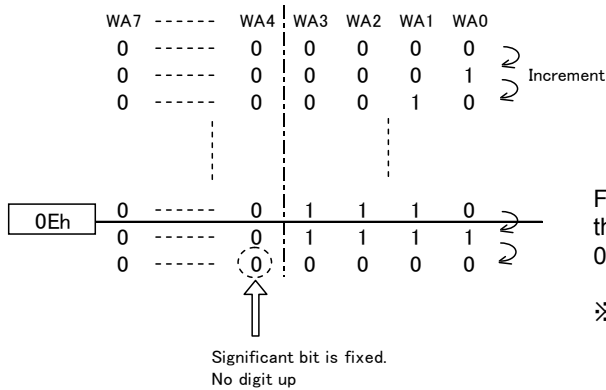 WA7 ------ WA4 WA3 WA2 WA1 WA0
0 ------ 0 0 0 0 0
0 ------ 0 0 0 0 1
Increment
0 ------ 0 0 0 1 0
0Eh
0 ------ 0 1 1 1 0
0 ------ 0 1 1 1 1
0 ------ 0 0 0 0 0
Significant bit is fixed.
No digit up
F
th
0
※